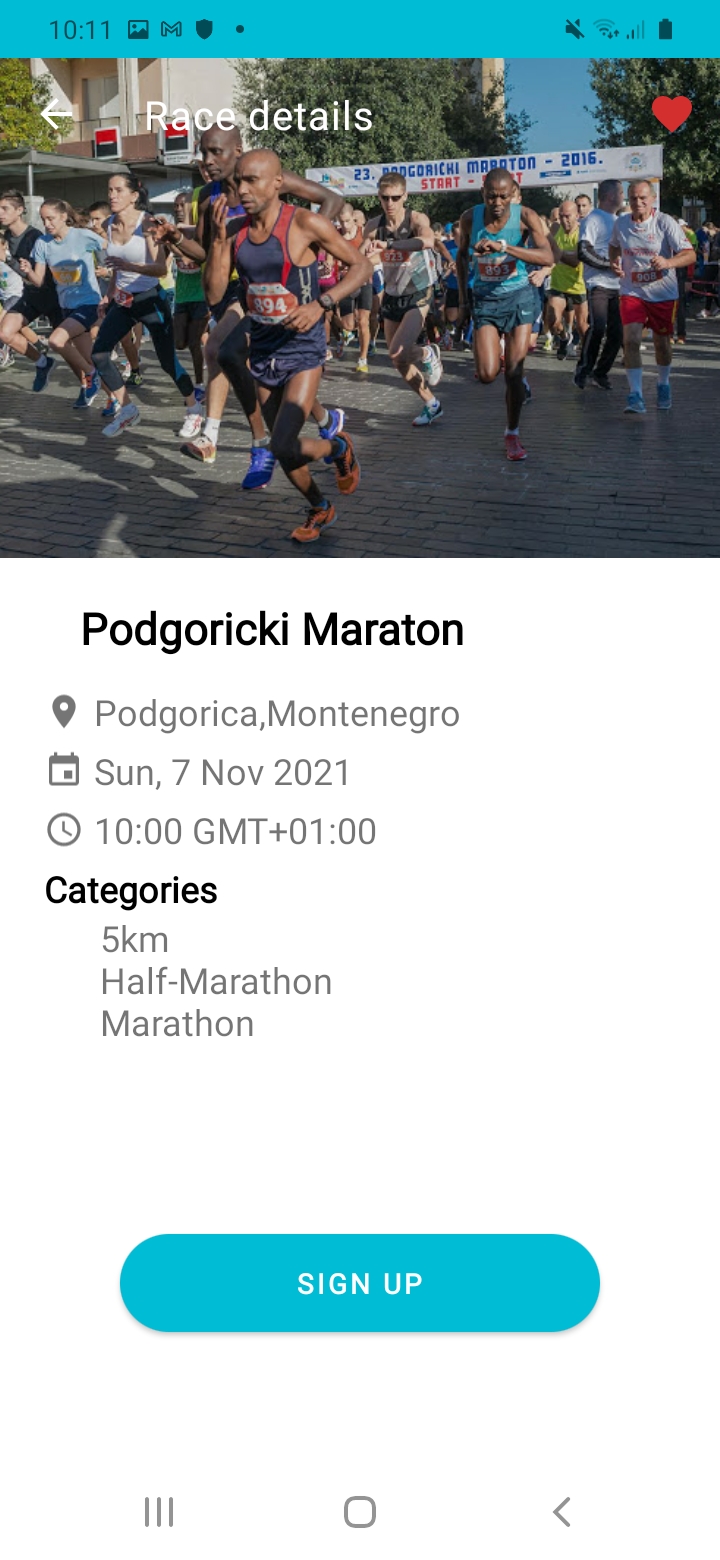 10:11
Race details
23. PODGORIČKI MARATON - 2016.
START -
894
923
893
908
Podgoricki Maraton
Podgorica,Montenegro
Sun, 7 Nov 2021
10:00 GMT+01:00
Categories
5km
Half-Marathon
Marathon
SIGN UP